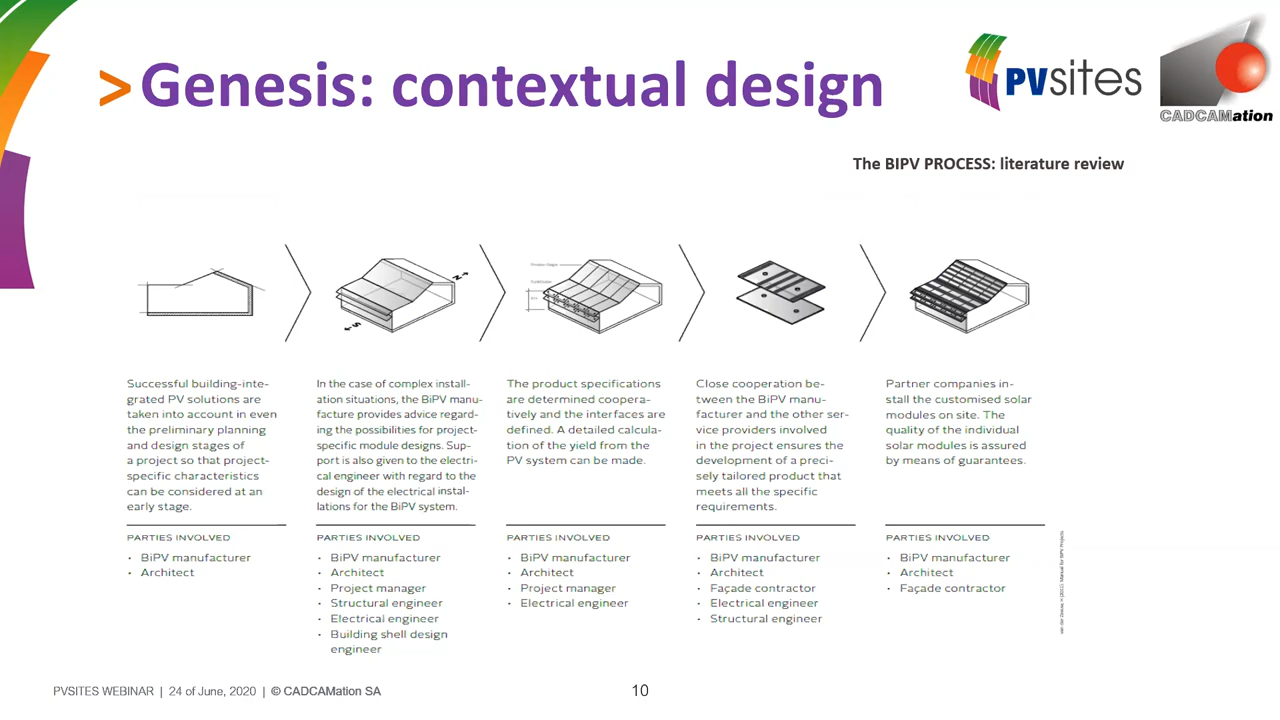 > Genesis: contextual design
PVsites
CADCAMation
The BIPV PROCESS: literature review
N
S
Successful building-inte-
grated PV solutions are
taken into account in even
the preliminary planning
and design stages of
a project so that project-
specific characteristics
can be considered at an
early stage.
PARTIES INVOLVED
· BiPV manufacturer
· Architect
In the case of complex install-
ation situations, the BiPV manu-
facture provides advice regard-
ing the possibilities for project-
specific module designs. Sup-
port is also given to the electri-
cal engineer with regard to the
design of the electrical instal-
lations for the BiPV system.
PARTIES INVOLVED
· BiPV manufacturer
· Architect
· Project manager
· Structural engineer
· Electrical engineer
· Building shell design
engineer
The product specifications
are determined coopera-
tively and the interfaces are
defined. A detailed calcula-
tion of the yield from the
PV system can be made.
PARTIES INVOLVED
· BiPV manufacturer
· Architect
· Project manager
· Electrical engineer
Close cooperation be-
tween the BiPV manu-
facturer and the other ser-
vice providers involved
in the project ensures the
development of a preci-
sely tailored product that
meets all the specific
requirements.
PARTIES INVOLVED
· BiPV manufacturer
· Architect
· Façade contractor
· Electrical engineer
· Structural engineer
Partner companies in-
stall the customised solar
modules on site. The
quality of the individual
solar modules is assured
by means of guarantees.
PARTIES INVOLVED
· BiPV manufacturer
· Architect
· Façade contractor
Manual for BIPV Projects
PVSITES WEBINAR | 24 of June, 2020 | © CADCAMation SA
10